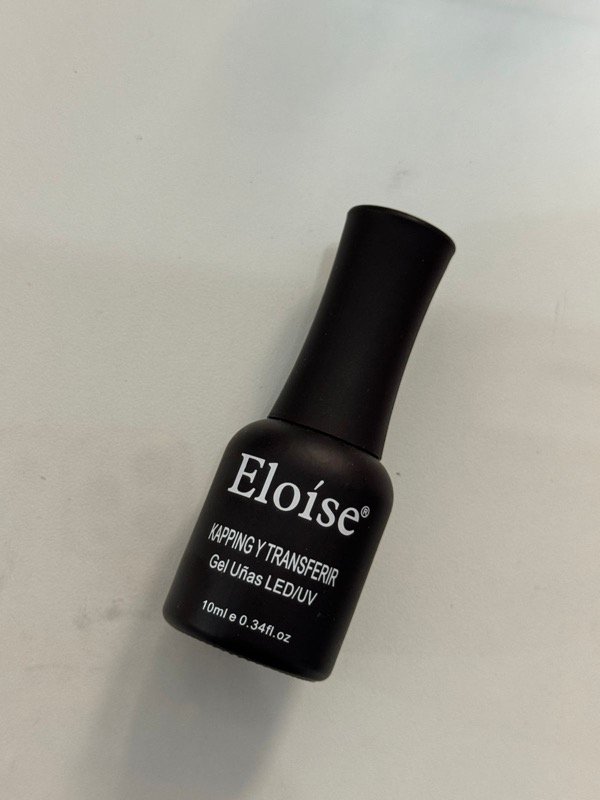 Eloíse®
KAPPING Y TRANSFERIR
Gel Uñas LED/UV
10ml e 0.34fl.oz